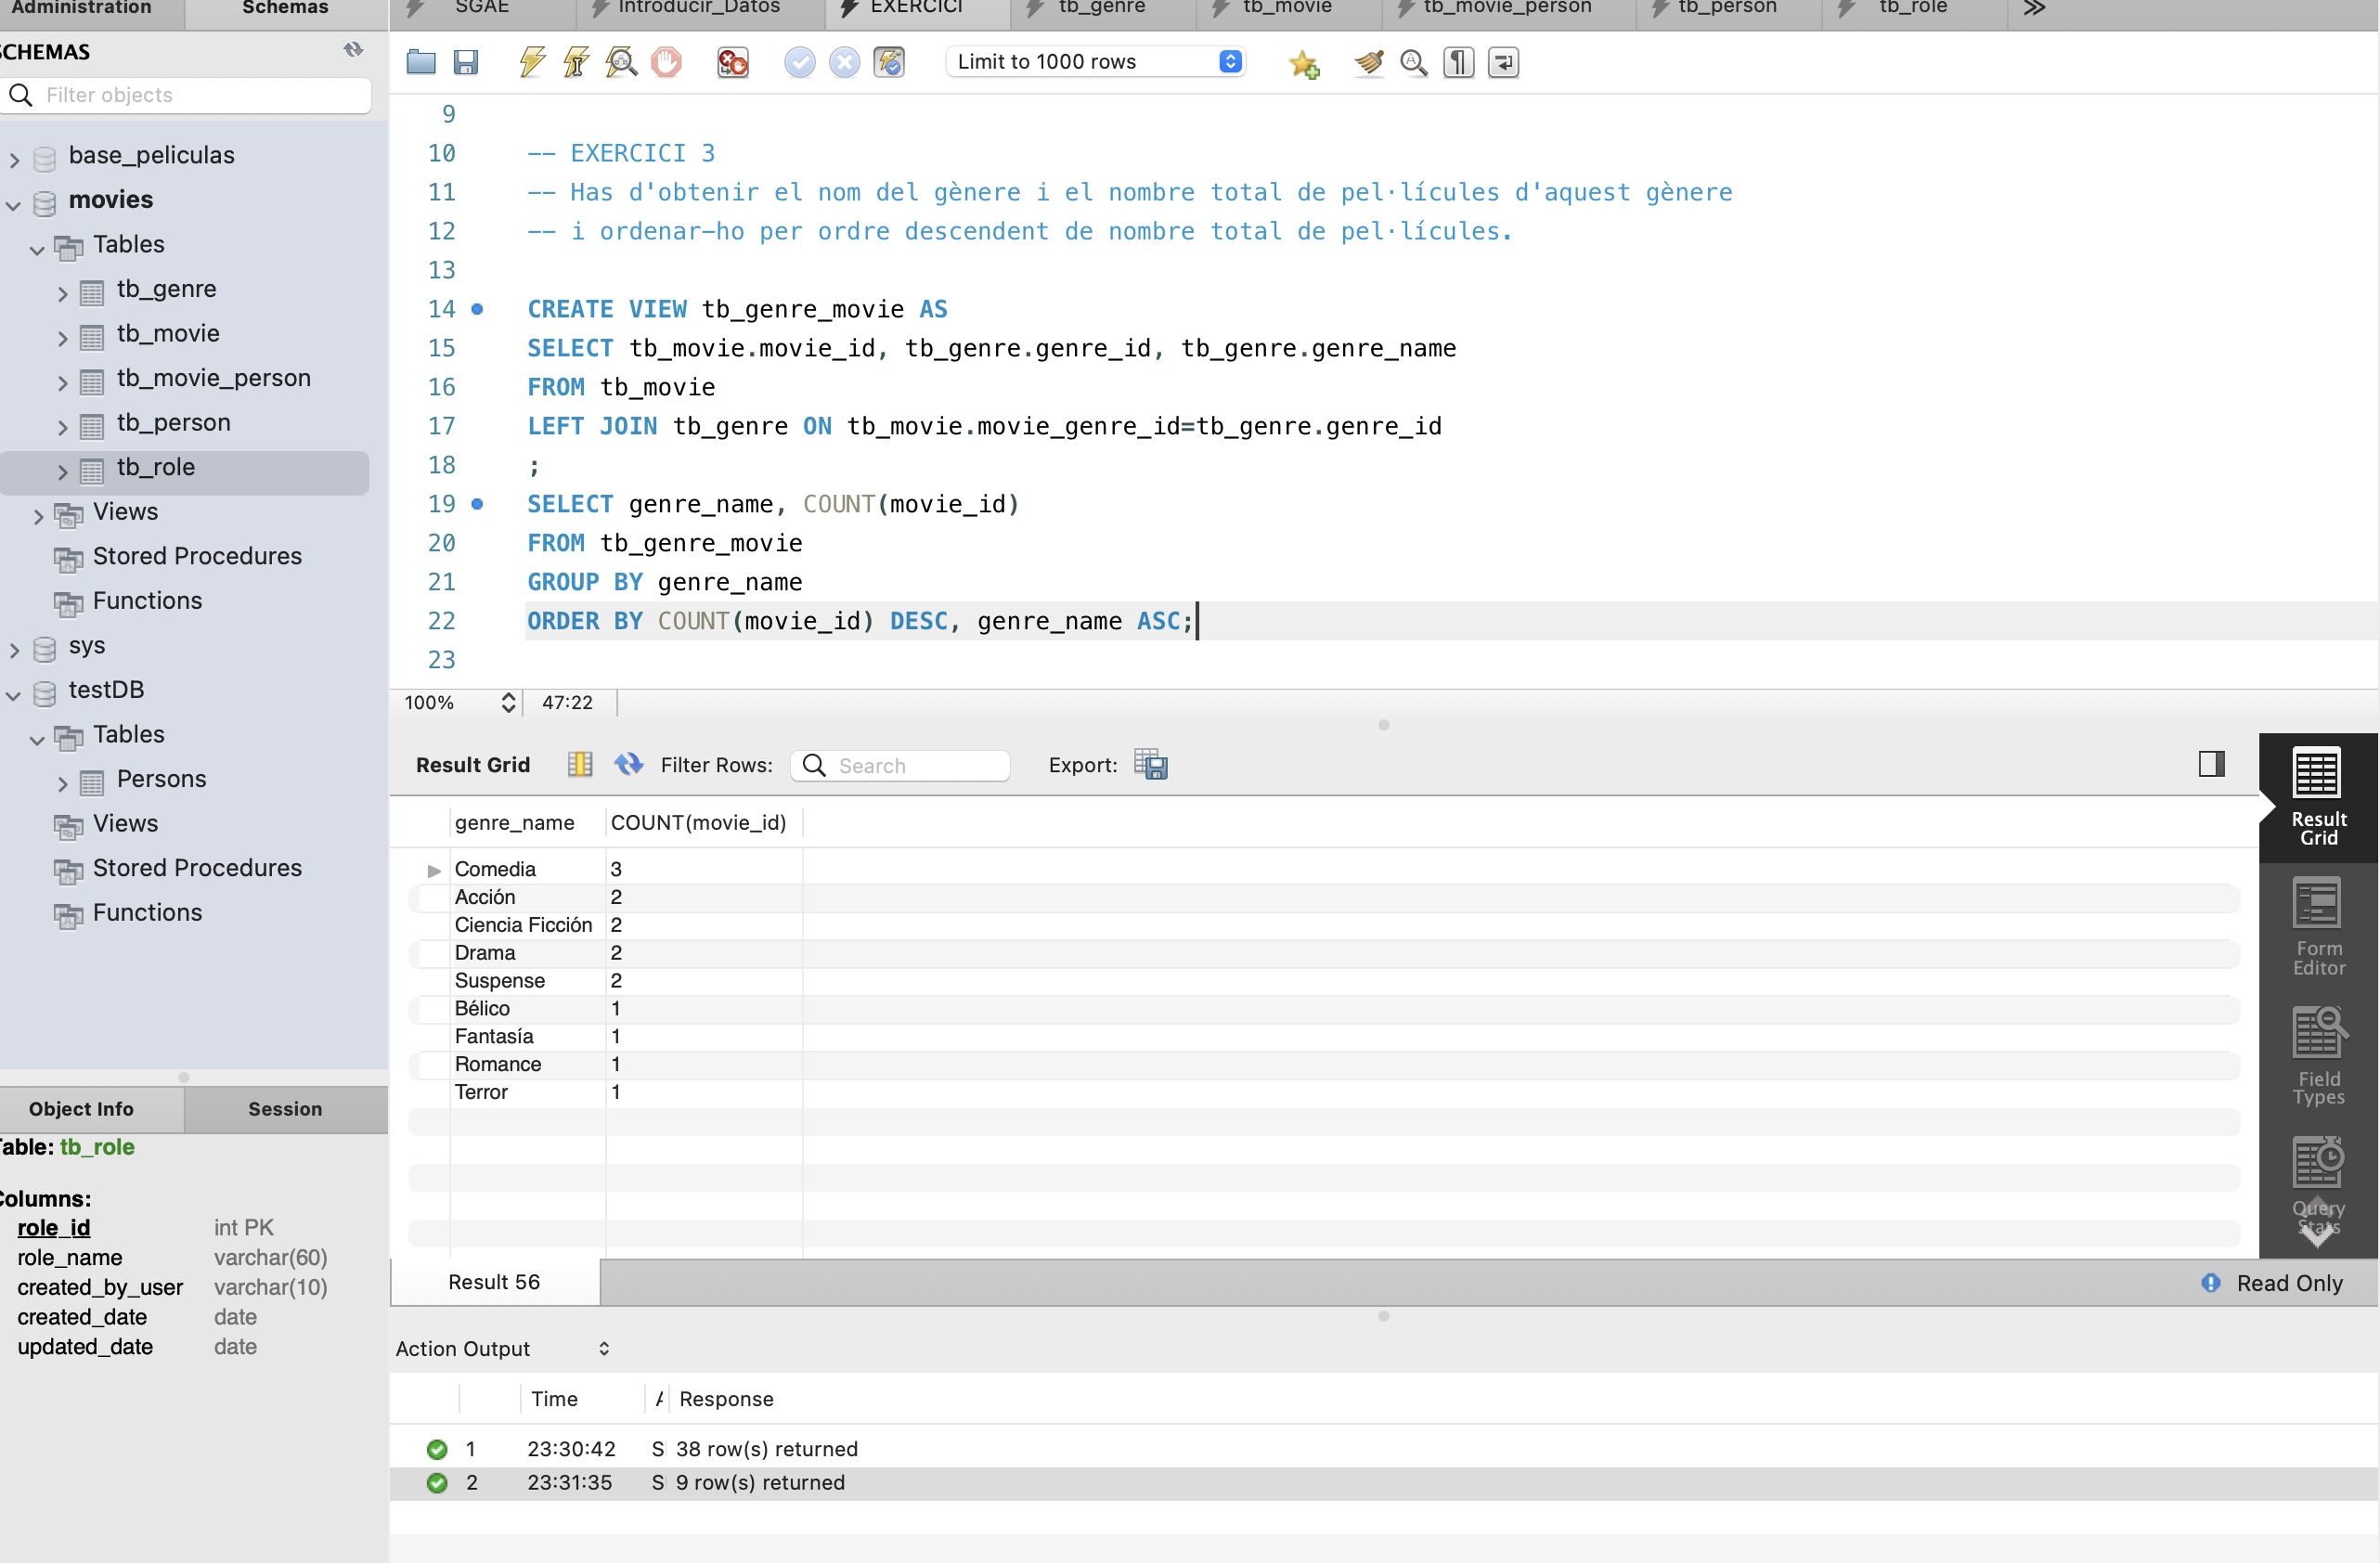 Administration
Schemas
SGAE
Introducir_Datos
EXERCICI
tb_genre
tb_movie
tb_movie_person
tb_person
tb_role
SCHEMAS
Filter objects
base_peliculas
movies
Tables
tb_genre
tb_movie
tb_movie_person
tb_person
tb_role
Views
Stored Procedures
Functions
sys
testDB
Tables
Persons
Views
Stored Procedures
Functions
Object Info
Session
Table: tb_role
Columns:
role_id int PK
role_name varchar(60)
created_by_user varchar(10)
created_date date
updated_date date
Limit to 1000 rows
9
10 -- EXERCICI 3
11 -- Has d'obtenir el nom del gènere i el nombre total de pel·lícules d'aquest gènere
12 -- i ordenar-ho per ordre descendent de nombre total de pel·lícules.
13
14 CREATE VIEW tb_genre_movie AS
15 SELECT tb_movie.movie_id, tb_genre.genre_id, tb_genre.genre_name
16 FROM tb_movie
17 LEFT JOIN tb_genre ON tb_movie.movie_genre_id=tb_genre.genre_id
18 ;
19 SELECT genre_name, COUNT(movie_id)
20 FROM tb_genre_movie
21 GROUP BY genre_name
22 ORDER BY COUNT(movie_id) DESC, genre_name ASC;
23
100% 47:22
Result Grid Filter Rows: Search Export:
genre_name COUNT(movie_id)
Comedia 3
Acción 2
Ciencia Ficción 2
Drama 2
Suspense 2
Bélico 1
Fantasía 1
Romance 1
Terror 1
Result
Grid
Form
Editor
Field
Types
Query
Stats
Result 56
Read Only
Action Output
Time A Response
1 23:30:42 S 38 row(s) returned
2 23:31:35 S 9 row(s) returned